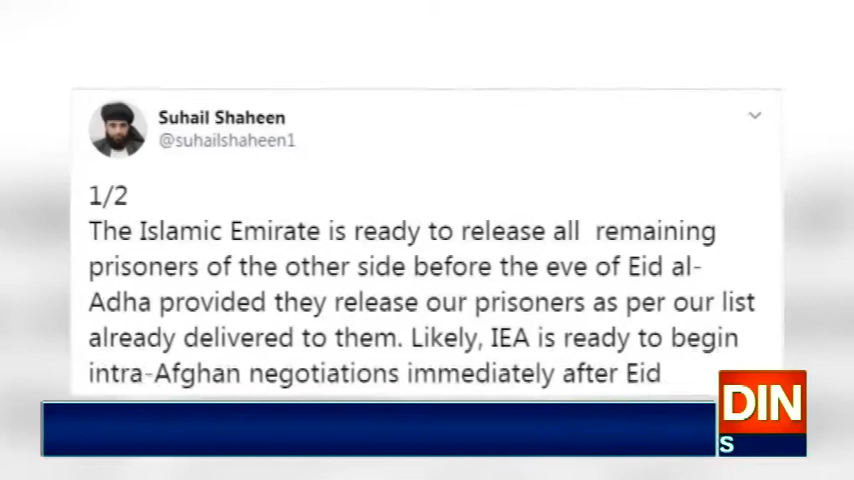 Suhail Shaheen
@suhailshaheen1
1/2
The Islamic Emirate is ready to release all remaining
prisoners of the other side before the eve of Eid al-
Adha provided they release our prisoners as per our list
already delivered to them. Likely, IEA is ready to begin
intra-Afghan negotiations immediately after Eid
DIN
S